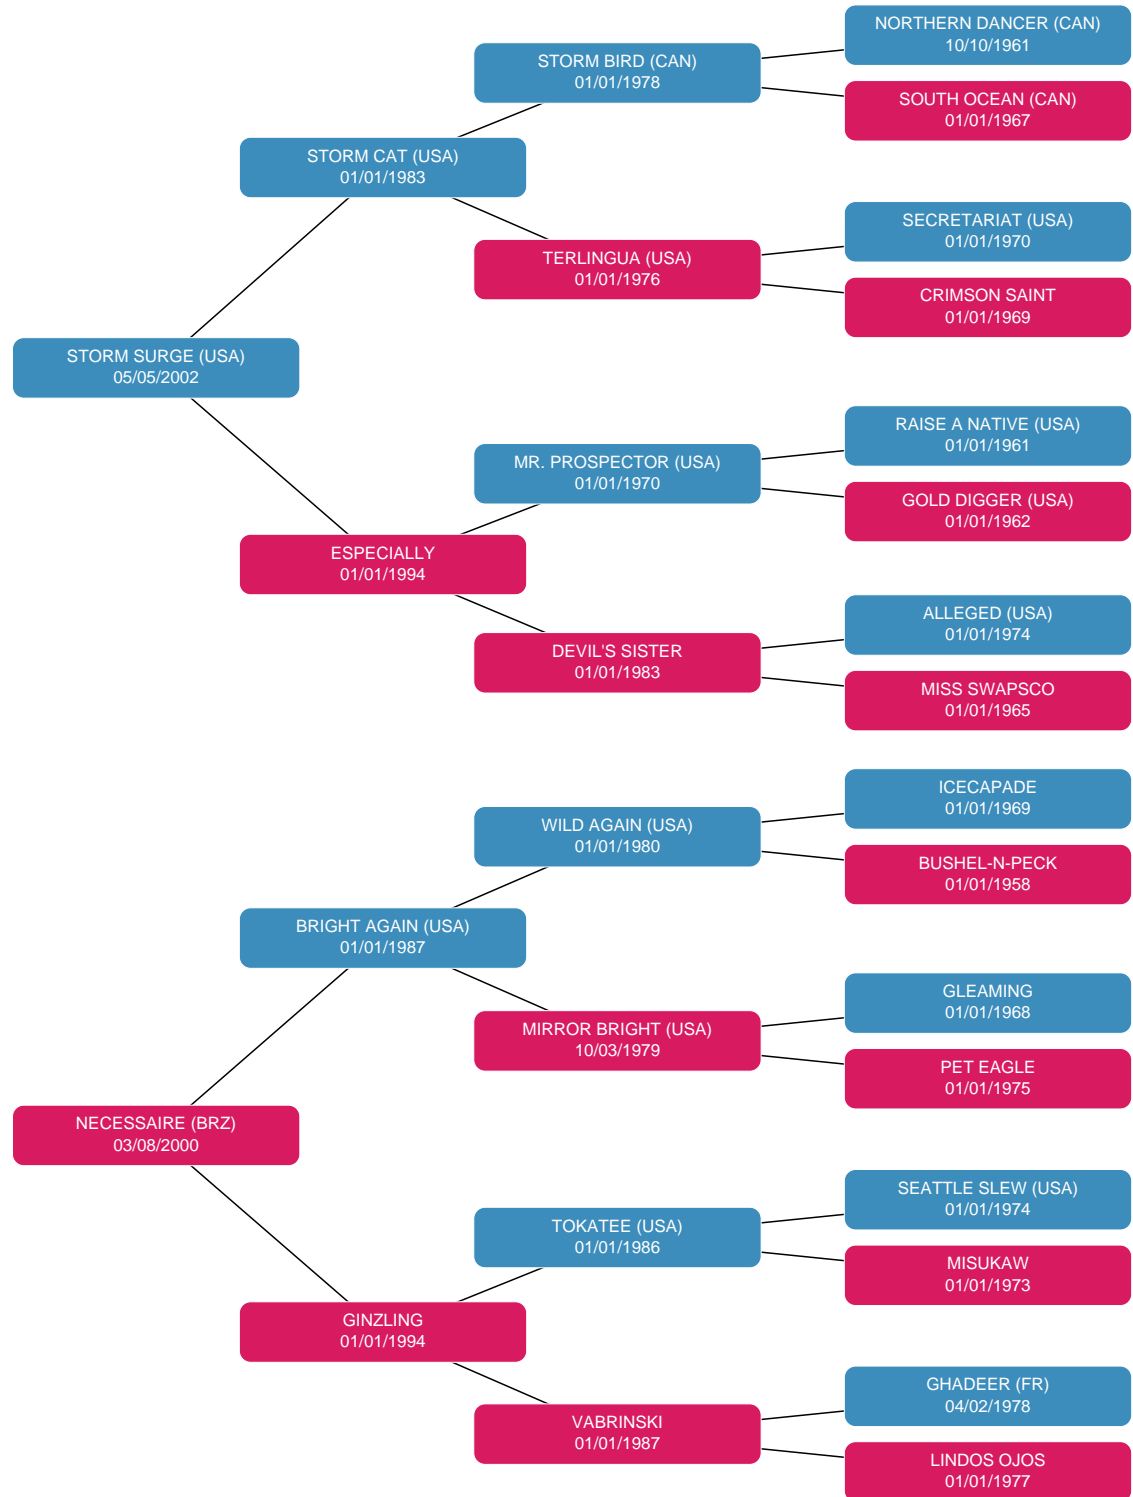 NORTHERN DANCER (CAN)
10/10/1961
STORM BIRD (CAN)
01/01/1978
SOUTH OCEAN (CAN)
01/01/1967
STORM CAT (USA)
01/01/1983
SECRETARIAT (USA)
01/01/1970
TERLINGUA (USA)
01/01/1976
CRIMSON SAINT
01/01/1969
STORM SURGE (USA)
05/05/2002
RAISE A NATIVE (USA)
01/01/1961
MR. PROSPECTOR (USA)
01/01/1970
GOLD DIGGER (USA)
01/01/1962
ESPECIALLY
01/01/1994
ALLEGED (USA)
01/01/1974
DEVIL'S SISTER
01/01/1983
MISS SWAPSCO
01/01/1965
ICECAPADE
01/01/1969
WILD AGAIN (USA)
01/01/1980
BUSHEL-N-PECK
01/01/1958
BRIGHT AGAIN (USA)
01/01/1987
GLEAMING
01/01/1968
MIRROR BRIGHT (USA)
10/03/1979
PET EAGLE
01/01/1975
NECESSAIRE (BRZ)
03/08/2000
SEATTLE SLEW (USA)
01/01/1974
TOKATEE (USA)
01/01/1986
MISUKAW
01/01/1973
GINZLING
01/01/1994
GHADEER (FR)
04/02/1978
VABRINSKI
01/01/1987
LINDOS OJOS
01/01/1977